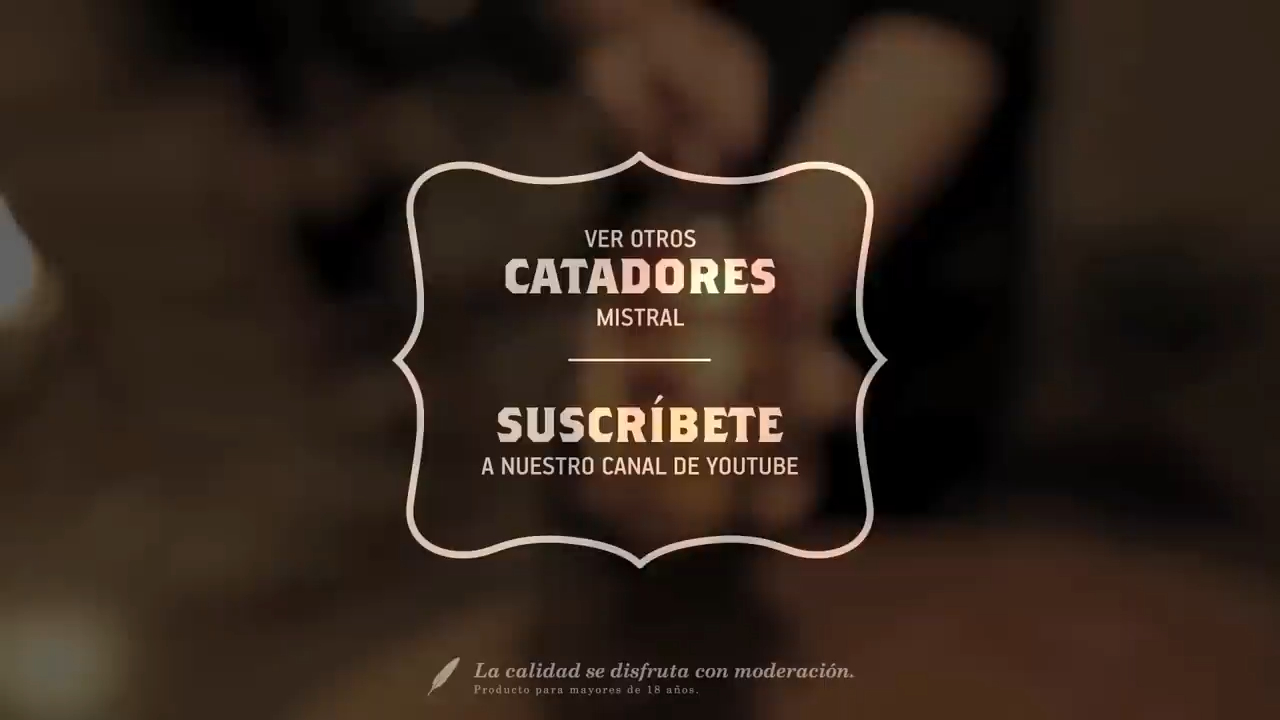 VER OTROS
CATADORES
MISTRAL
SUSCRÍBETE
A NUESTRO CANAL DE YOUTUBE
La calidad se disfruta con moderación.
Producto para mayores de 18 años.